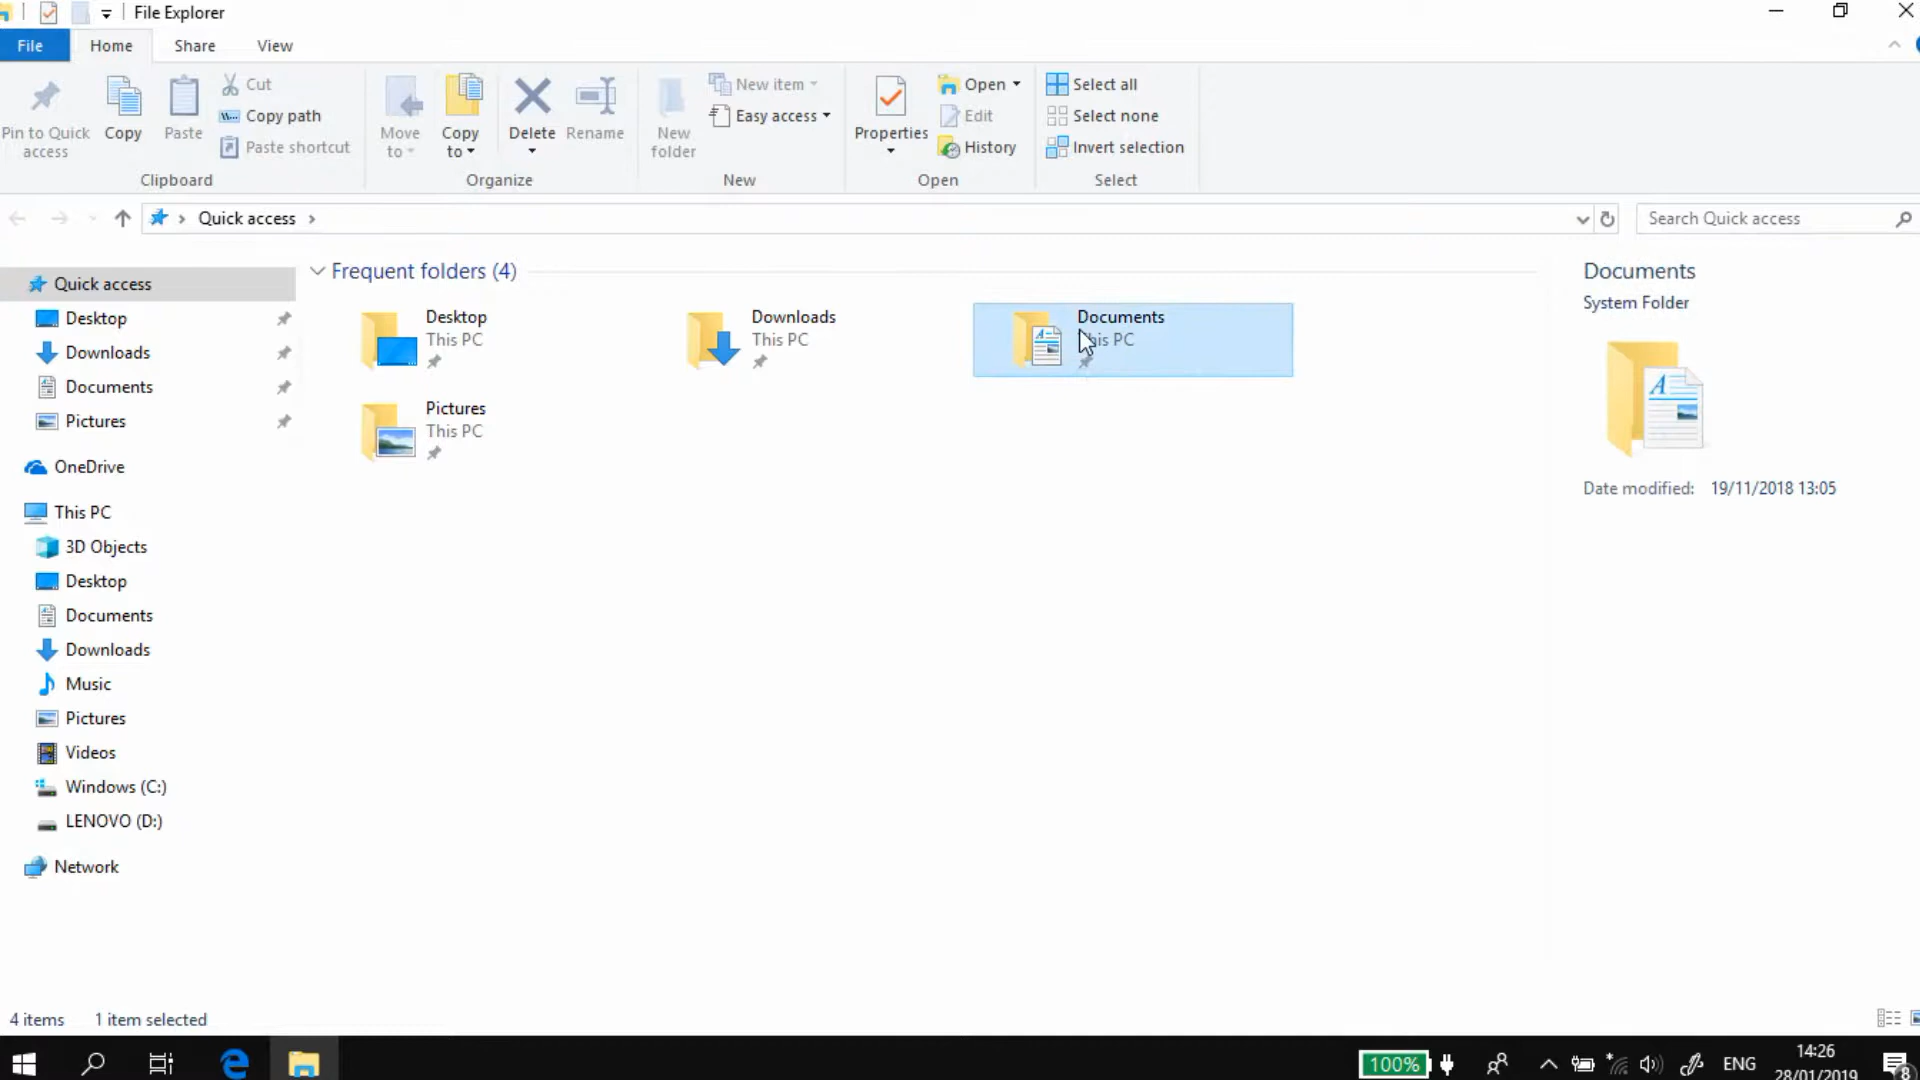 File Explorer
File Home Share View
Pin to Quick access
Copy
Paste
Cut
Copy path
Paste shortcut
Clipboard
Move to
Copy to
Delete
Rename
Organize
New folder
New item
Easy access
New
Properties
Open
Edit
History
Open
Select all
Select none
Invert selection
Select
Quick access
Search Quick access
Quick access
Desktop
Downloads
Documents
Pictures
OneDrive
This PC
3D Objects
Desktop
Documents
Downloads
Music
Pictures
Videos
Windows (C:)
LENOVO (D:)
Network
Frequent folders (4)
Desktop
This PC
Downloads
This PC
Documents
This PC
Pictures
This PC
Documents
System Folder
Date modified: 19/11/2018 13:05
4 items 1 item selected
100%
ENG
14:26
28/01/2019
8